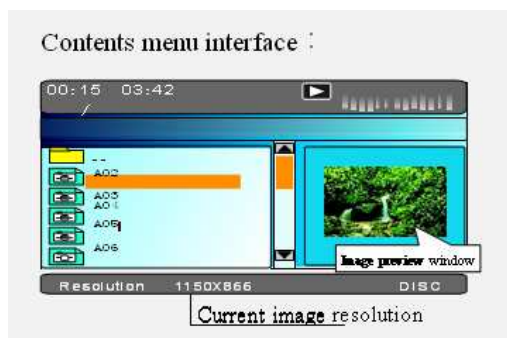 Contents menu interface :
00:15 03:42
/
--
A02
A03
A04
A05
A06
Image preview window
Resolution 1150X866 DISC
Current image resolution